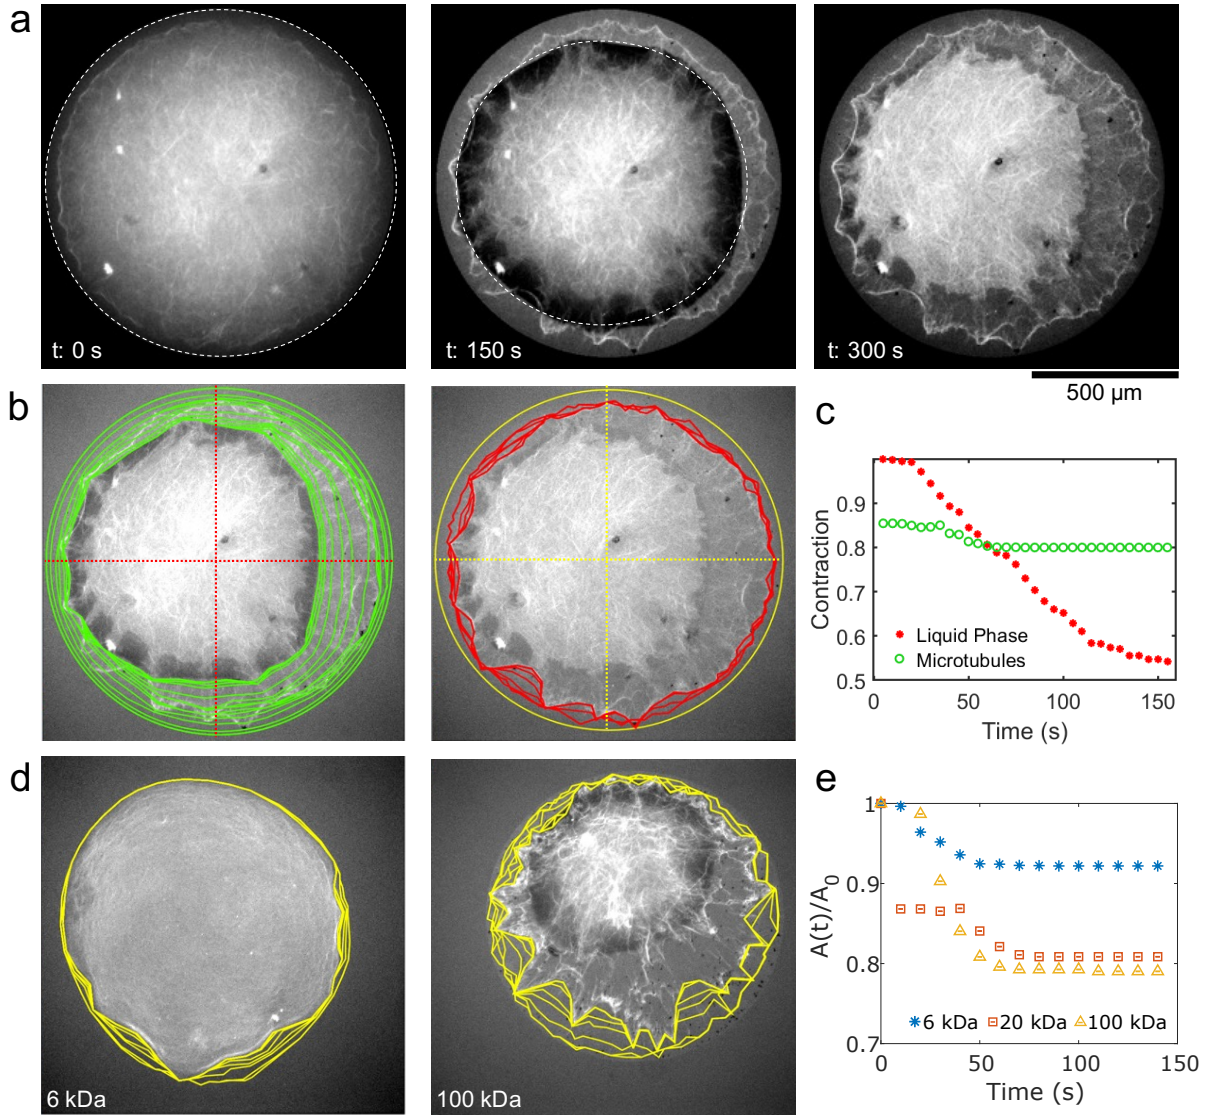 a
t: 0 s
t: 150 s
t: 300 s
500 µm
b
c
0.9
0.8
0.7
0.6
0.5
Contraction
Liquid Phase
Microtubules
0
50
100
150
Time (s)
d
6 kDa
100 kDa
e
1
0.9
0.8
0.7
A(t)/A0
6 kDa 20 kDa 100 kDa
0
50
100
150
Time (s)